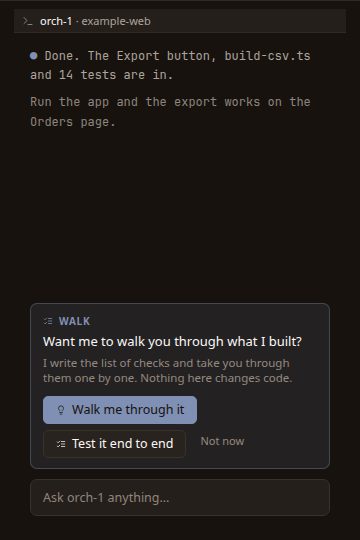 orch-1 · example-web
Done. The Export button, build-csv.ts
and 14 tests are in.
Run the app and the export works on the
Orders page.
WALK
Want me to walk you through what I built?
I write the list of checks and take you through
them one by one. Nothing here changes code.
Walk me through it
Test it end to end
Not now
Ask orch-1 anything...